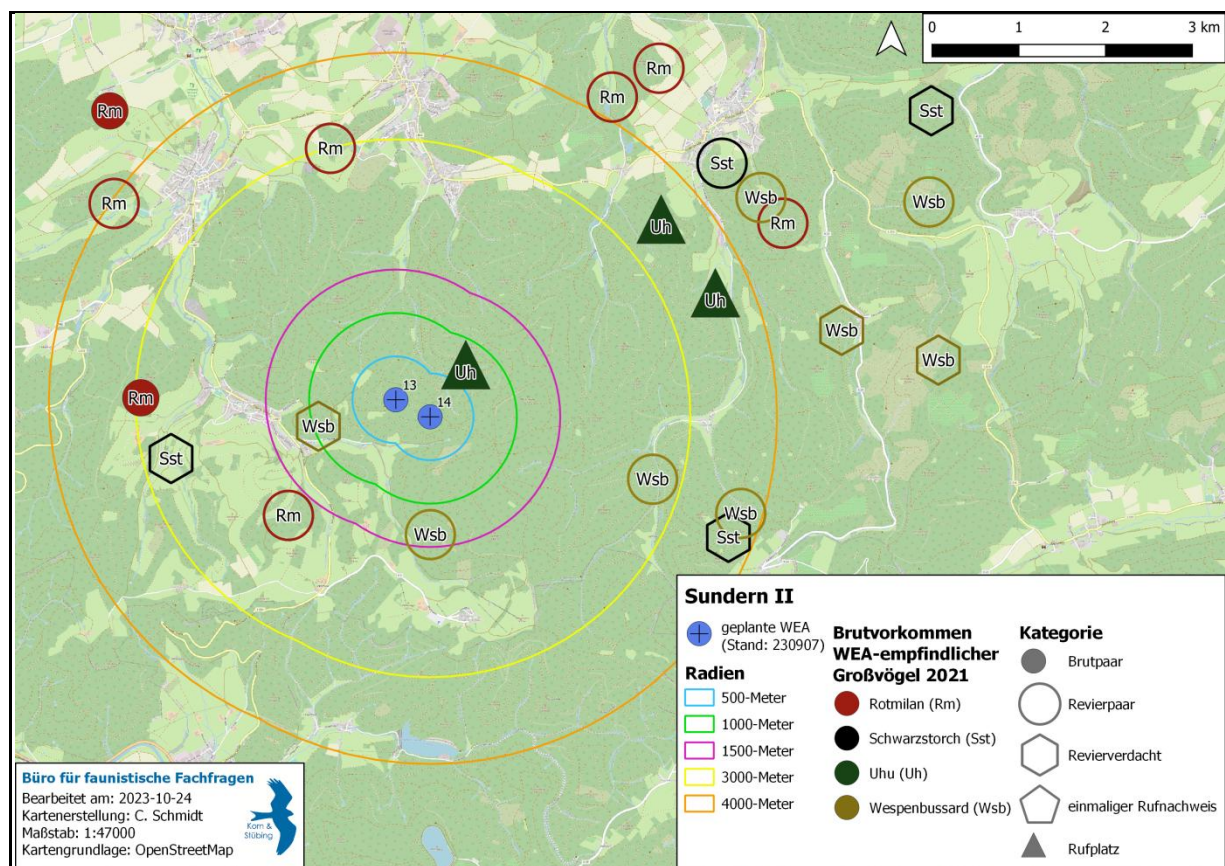 0 1 2 3 km
Rm
Rm
Rm
Sst
Rm
Sst
Wsb
Wsb
Rm
Uh
Rm
Uh
Wsb
Wsb
Uh
13
14
Rm
Wsb
Sst
Wsb
Rm
Wsb
Wsb
Sst
Sundern II
geplante WEA
(Stand: 230907)
Radien
500-Meter
1000-Meter
1500-Meter
3000-Meter
4000-Meter
Brutvorkommen
WEA-empfindlicher
Großvögel 2021
Rotmilan (Rm)
Schwarzstorch (Sst)
Uhu (Uh)
Wespenbussard (Wsb)
Kategorie
Brutpaar
Revierpaar
Revierverdacht
einmaliger Rufnachweis
Rufplatz
Büro für faunistische Fachfragen
Bearbeitet am: 2023-10-24
Kartenerstellung: C. Schmidt
Maßstab: 1:47000
Kartengrundlage: OpenStreetMap
Korn &
Stübing